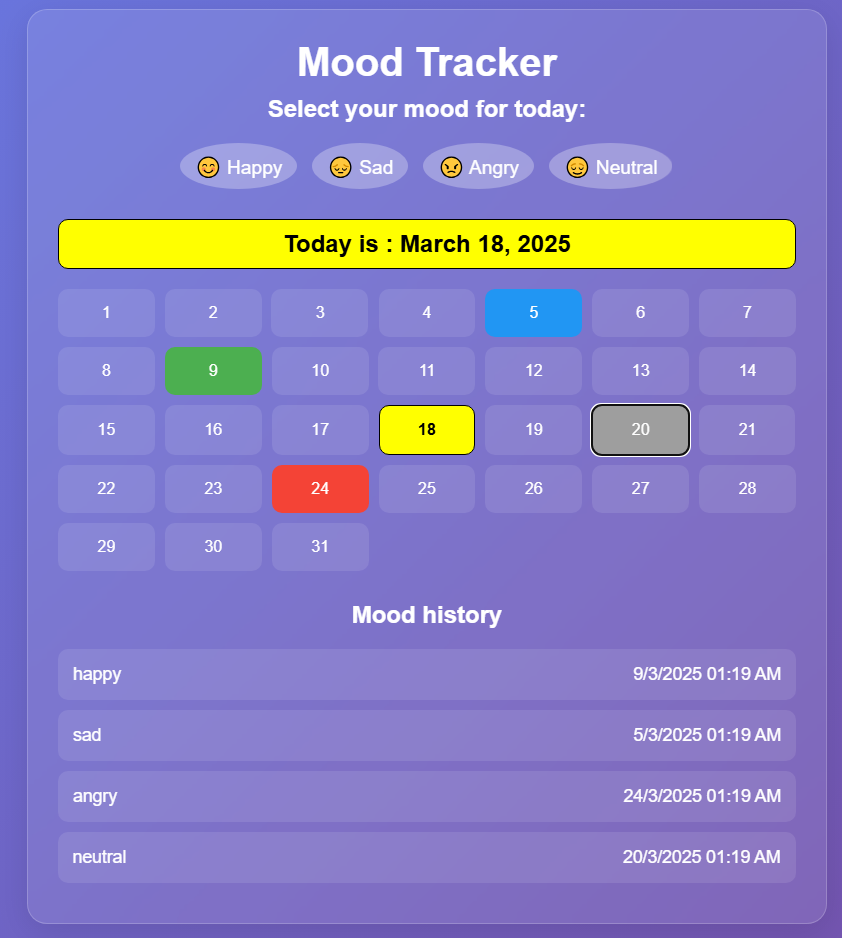 Mood Tracker
Select your mood for today:
😊 Happy 😔 Sad 😠 Angry 😌 Neutral
Today is : March 18, 2025
1 2 3 4 5 6 7
8 9 10 11 12 13 14
15 16 17 18 19 20 21
22 23 24 25 26 27 28
29 30 31
Mood history
happy 9/3/2025 01:19 AM
sad 5/3/2025 01:19 AM
angry 24/3/2025 01:19 AM
neutral 20/3/2025 01:19 AM